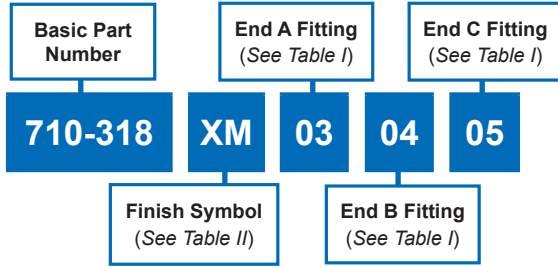 Basic Part
Number
End A Fitting
(See Table I)
End C Fitting
(See Table I)
710-318 XM 03 04 05
Finish Symbol
(See Table II)
End B Fitting
(See Table I)